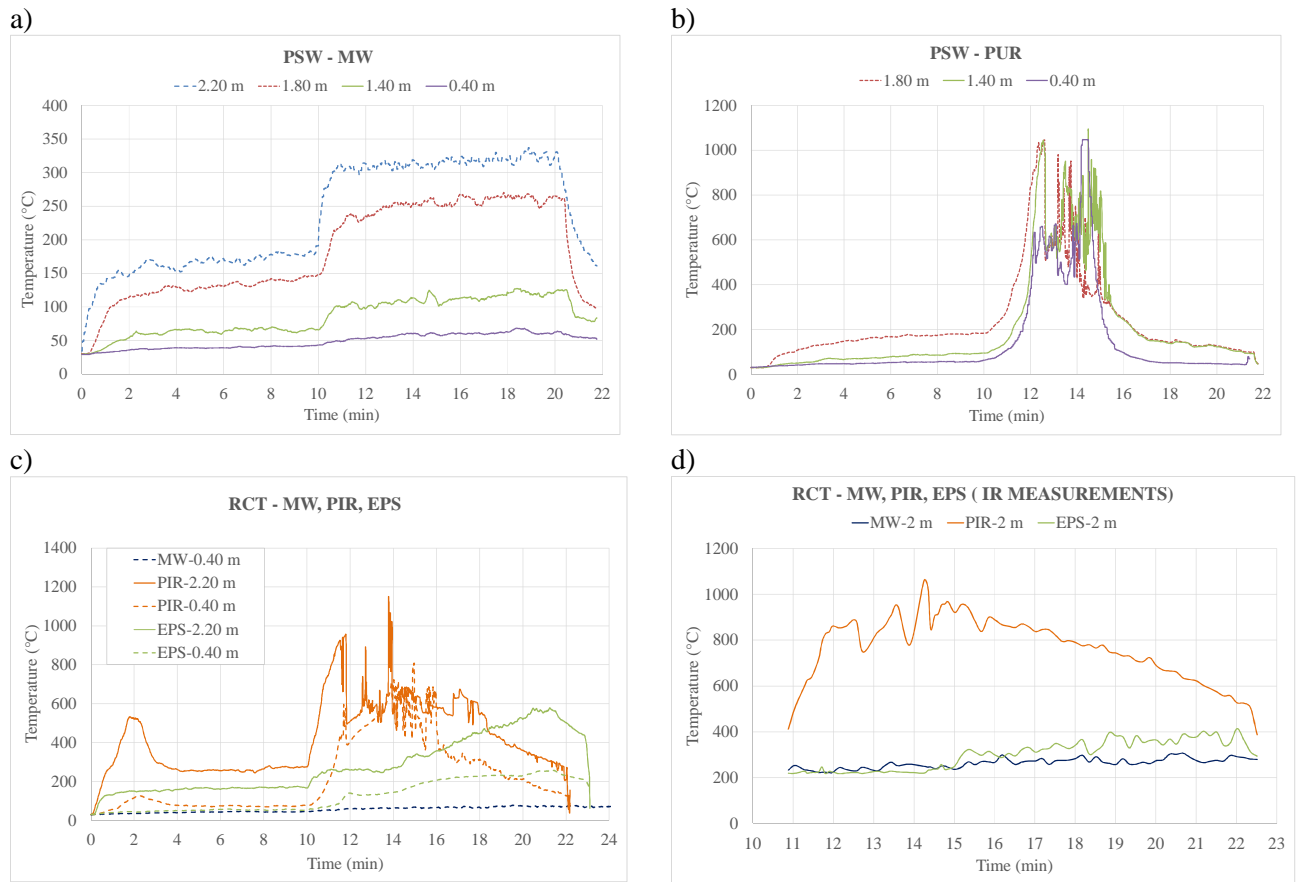 a)
PSW - MW
2.20 m 1.80 m 1.40 m 0.40 m
Temperature (°C)
400
350
300
250
200
150
100
50
0
0 2 4 6 8 10 12 14 16 18 20 22
Time (min)
b)
PSW - PUR
1.80 m 1.40 m 0.40 m
Temperature (°C)
1200
1000
800
600
400
200
0
0 2 4 6 8 10 12 14 16 18 20 22
Time (min)
c)
RCT - MW, PIR, EPS
MW-0.40 m
PIR-2.20 m
PIR-0.40 m
EPS-2.20 m
EPS-0.40 m
Temperature (°C)
1400
1200
1000
800
600
400
200
0
0 2 4 6 8 10 12 14 16 18 20 22 24
Time (min)
d)
RCT - MW, PIR, EPS ( IR MEASUREMENTS)
MW-2 m PIR-2 m EPS-2 m
Temperature (°C)
1200
1000
800
600
400
200
0
10 11 12 13 14 15 16 17 18 19 20 21 22 23
Time (min)